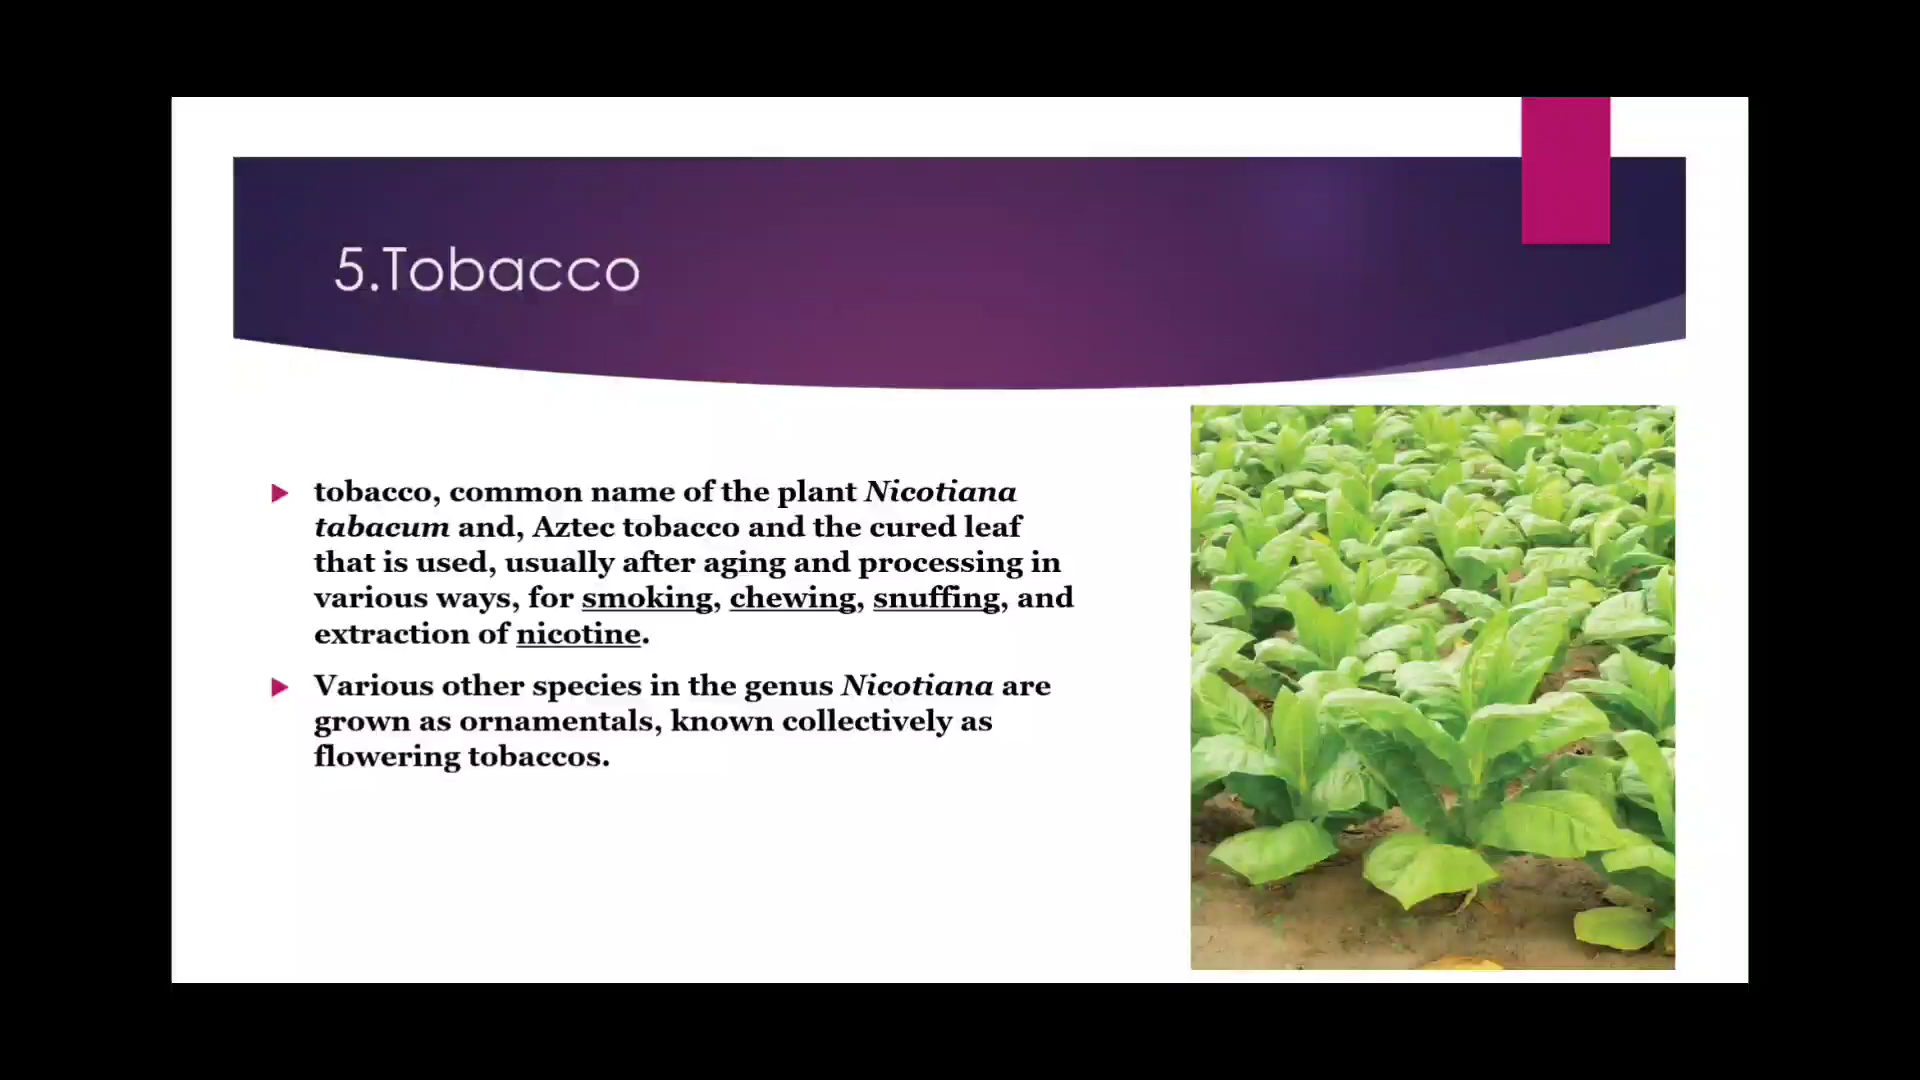 5.Tobacco
tobacco, common name of the plant Nicotiana
tabacum and, Aztec tobacco and the cured leaf
that is used, usually after aging and processing in
various ways, for smoking, chewing, snuffing, and
extraction of nicotine.
Various other species in the genus Nicotiana are
grown as ornamentals, known collectively as
flowering tobaccos.